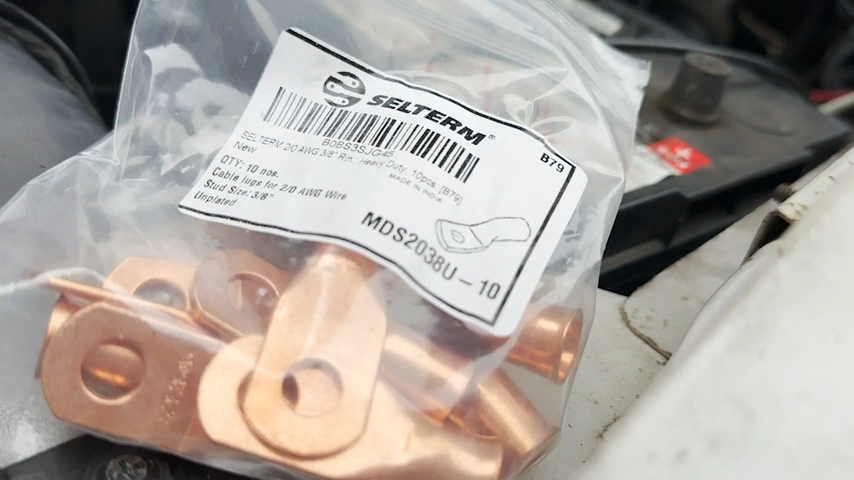 SELTERM®
B0BS3SJG46
SELTERM 2/0 AWG 3/8" Rin Heavy Duty, 10pcs, [B79]
New
MADE IN INDIA
B79
QTY: 10 nos.
Cable lugs for 2/0 AWG Wire
Stud Size: 3/8"
Unplated
MDS2038U-10